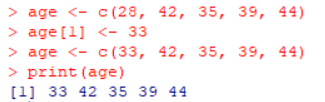 > age <- c(28, 42, 35, 39, 44)
> age[1] <- 33
> age <- c(33, 42, 35, 39, 44)
> print(age)
[1] 33 42 35 39 44